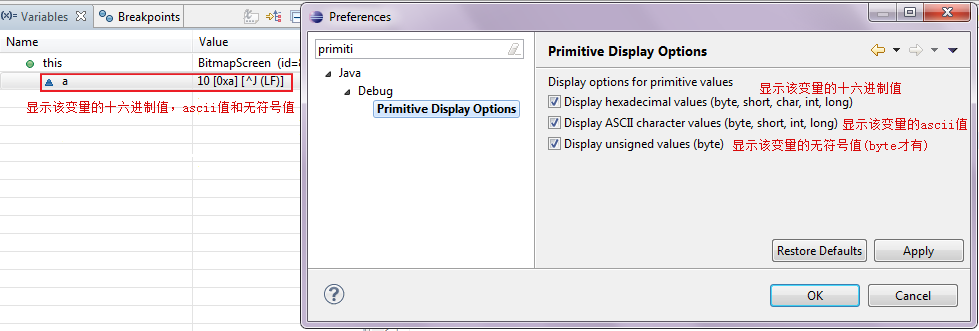 (x)= Variables
Breakpoints
Name
Value
this
BitmapScreen (id=8
a
10 [0xa] [^J (LF)]
显示该变量的十六进制值，ascii值和无符号值
Preferences
primiti
Java
Debug
Primitive Display Options
Primitive Display Options
Display options for primitive values
显示该变量的十六进制值
Display hexadecimal values (byte, short, char, int, long)
Display ASCII character values (byte, short, int, long) 显示该变量的ascii值
Display unsigned values (byte) 显示该变量的无符号值(byte才有)
Restore Defaults
Apply
?
OK
Cancel